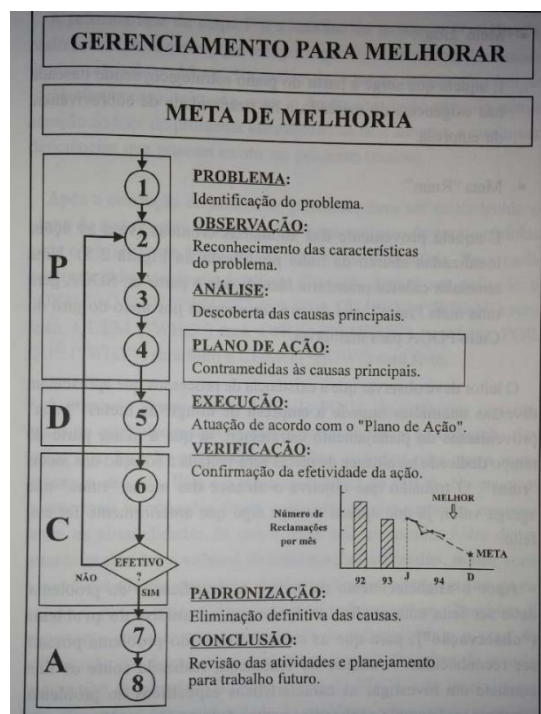 GERENCIAMENTO PARA MELHORAR
META DE MELHORIA
P
1
PROBLEMA:
Identificação do problema.
2
OBSERVAÇÃO:
Reconhecimento das características
do problema.
3
ANÁLISE:
Descoberta das causas principais.
4
PLANO DE AÇÃO:
Contramedidas às causas principais.
D
5
EXECUÇÃO:
Atuação de acordo com o "Plano de Ação".
C
6
VERIFICAÇÃO:
Confirmação da efetividade da ação.
Número de
Reclamações
por mês
MELHOR
META
92 93 J 94 D
EFETIVO
?
NÃO
SIM
A
7
PADRONIZAÇÃO:
Eliminação definitiva das causas.
8
CONCLUSÃO:
Revisão das atividades e planejamento
para trabalho futuro.